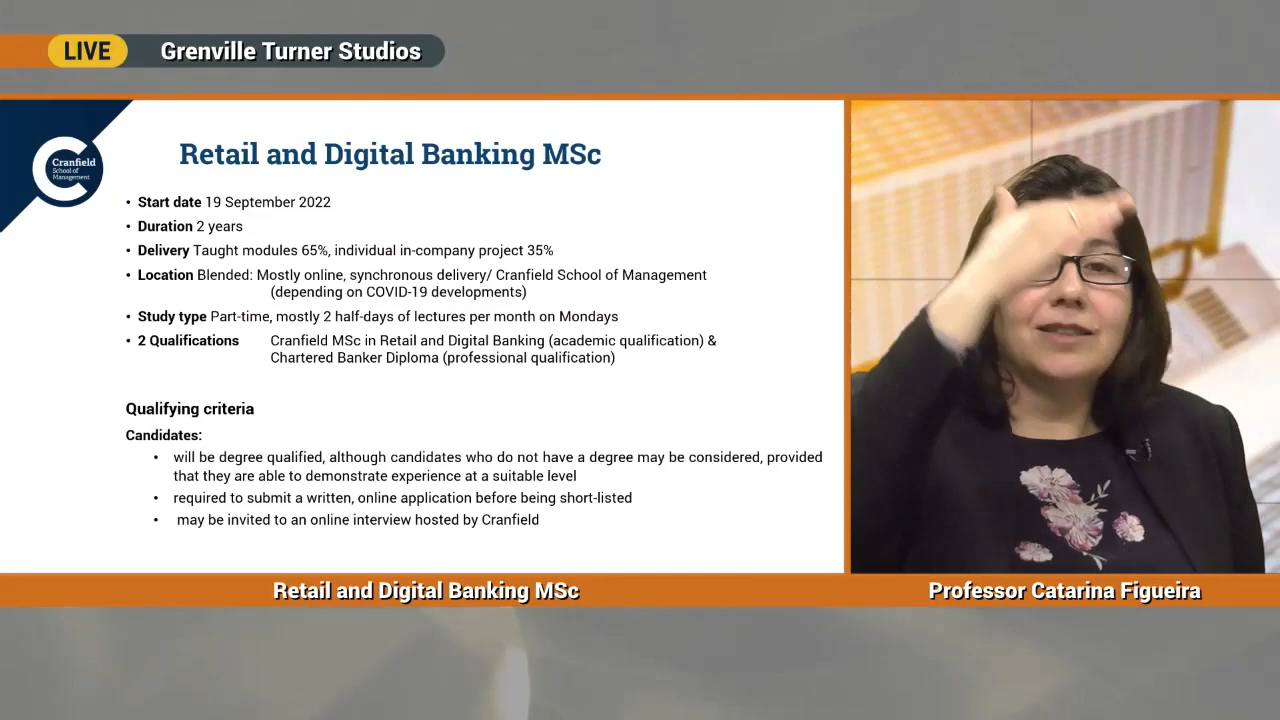 LIVE Grenville Turner Studios
Cranfield
School of
Management
Retail and Digital Banking MSc
• Start date 19 September 2022
• Duration 2 years
• Delivery Taught modules 65%, individual in-company project 35%
• Location Blended: Mostly online, synchronous delivery/ Cranfield School of Management
(depending on COVID-19 developments)
• Study type Part-time, mostly 2 half-days of lectures per month on Mondays
• 2 Qualifications Cranfield MSc in Retail and Digital Banking (academic qualification) &
Chartered Banker Diploma (professional qualification)
Qualifying criteria
Candidates:
• will be degree qualified, although candidates who do not have a degree may be considered, provided
that they are able to demonstrate experience at a suitable level
• required to submit a written, online application before being short-listed
• may be invited to an online interview hosted by Cranfield
Retail and Digital Banking MSc
Professor Catarina Figueira